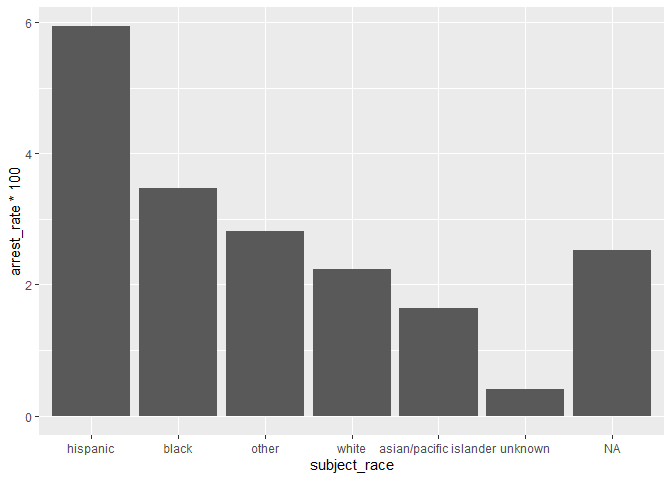 6
4
2
0
arrest_rate * 100
hispanic black other white asian/pacific islander unknown NA
subject_race